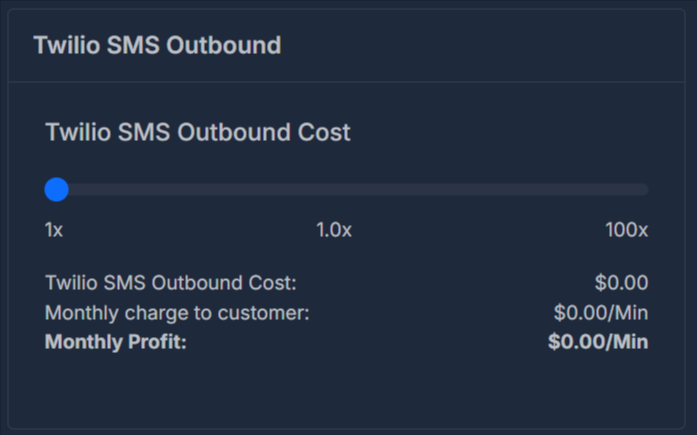 Twilio SMS Outbound
Twilio SMS Outbound Cost
1x 1.0x 100x
Twilio SMS Outbound Cost: $0.00
Monthly charge to customer: $0.00/Min
Monthly Profit: $0.00/Min